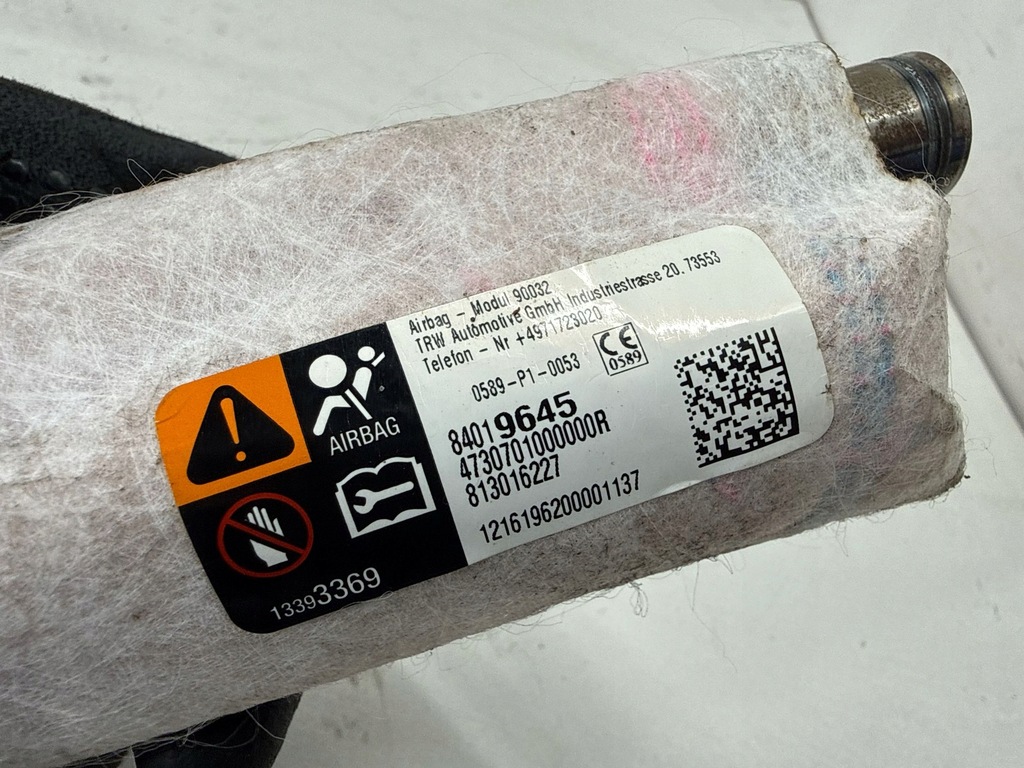 AIRBAG
13393369
Airbag - Modul 90032
TRW Automotive GmbH Industriestrasse 20. 73553
Telefon - Nr +4971723020
0589-P1-0053
CE
0589
84019645
4730701000000R
813016227
1216196200001137